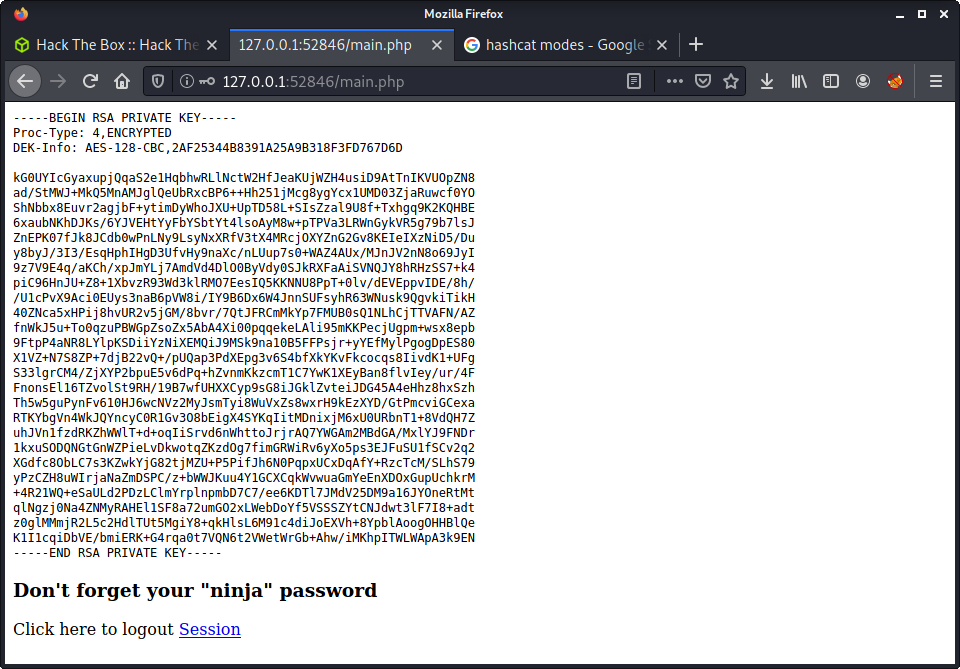 Mozilla Firefox
Hack The Box :: Hack The
127.0.0.1:52846/main.php
hashcat modes - Google S
127.0.0.1:52846/main.php
-----BEGIN RSA PRIVATE KEY-----
Proc-Type: 4,ENCRYPTED
DEK-Info: AES-128-CBC,2AF25344B8391A25A9B318F3FD767D6D
kG0UYIcGyaxupjQqaS2e1HqbhwRLlNctW2HfJeaKUjWZH4usiD9AtTnIKVUOpZN8
ad/StMWJ+MkQ5MnAMJglQeUbRxcBP6++Hh251jMcg8ygYcx1UMD03ZjaRuwcf0YO
ShNbbx8Euvr2agjbF+ytimDyWhoJXU+UpTD58L+SIsZzal9U8f+Txhgq9K2KQHBE
6xaubNKhDJKs/6YJVEHtYyFbYSbtYt4lsoAyM8w+pTPVa3LRWnGykVR5g79b7lsJ
ZnEPK07fJk8JCdb0wPnLNy9LsyNxXRfV3tX4MRcjOXYZnG2Gv8KEIeIXzNiD5/Du
y8byJ/3I3/EsqHphIHgD3UfvHy9naXc/nLUup7s0+WAZ4AUx/MJnJV2nN8o69JyI
9z7V9E4q/aKCh/xpJmYLj7AmdVd4DlO0ByVdy0SJkRXFaAiSVNQJY8hRHzSS7+k4
piC96HnJU+Z8+1XbvzR93Wd3klRMO7EesIQ5KKNNU8PpT+0lv/dEVEppvIDE/8h/
/U1cPvX9Aci0EUys3naB6pVW8i/IY9B6Dx6W4JnnSUFsyhR63WNusk9QgvkiTikH
40ZNca5xHPij8hvUR2v5jGM/8bvr/7QtJFRCmMkYp7FMUB0sQ1NLhCjTTVAFN/AZ
fnWkJ5u+To0qzuPBWGpZsoZx5AbA4Xi00pqqekeLAli95mKKPecjUgpm+wsx8epb
9FtpP4aNR8LYlpKSDiiYzNiXEMQiJ9MSk9na10B5FFPsjr+yYEfMylPgogDpES80
X1VZ+N7S8ZP+7djB22vQ+/pUQap3PdXEpg3v6S4bfXkYKvFkcocqs8IivdK1+UFg
S33lgrCM4/ZjXYP2bpuE5v6dPq+hZvnmKkzcmT1C7YwK1XEyBan8flvIey/ur/4F
FnonsEl16TZvolSt9RH/19B7wfUHXXCyp9sG8iJGklZvteiJDG45A4eHhz8hxSzh
Th5w5guPynFv610HJ6wcNVz2MyJsmTyi8WuVxZs8wxrH9kEzXYD/GtPmcviGCexa
RTKYbgVn4WkJQYncyC0R1Gv3O8bEigX4SYKqIitMDnixjM6xU0URbnT1+8VdQH7Z
uhJVn1fzdRKZhWWlT+d+oqIiSrvd6nWhttoJrjrAQ7YWGAm2MBdGA/MxlYJ9FNDr
1kxuSODQNGtGnWZPieLvDkwotqZKzdOg7fimGRWiRv6yXo5ps3EJFuSU1fSCv2q2
XGdfc8ObLC7s3KZwkYjG82tjMZU+P5PifJh6N0PqpxUCxDqAfY+RzcTcM/SLhS79
yPzCZH8uWIrjaNaZmDSPC/z+bWWJKuu4Y1GCXCqkWvwuaGmYeEnXDOxGupUchkrM
+4R21WQ+eSaULd2PDzLClmYrplnpmbD7C7/ee6KDTl7JMdV25DM9a16JYOneRtMt
qlNgzj0Na4ZNMyRAHEl1SF8a72umGO2xLWebDoYf5VSSSZYtCNJdwt3lF7I8+adt
z0glMMmjR2L5c2HdlTUt5MgiY8+qkHlsL6M91c4diJoEXVh+8YpblAoogOHHBlQe
K1I1cqiDbVE/bmiERK+G4rqa0t7VQN6t2VWetWrGb+Ahw/iMKhpITWLWApA3k9EN
-----END RSA PRIVATE KEY-----
Don't forget your "ninja" password
Click here to logout Session